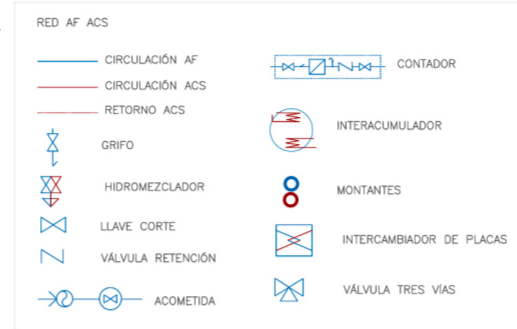 RED AF ACS
CIRCULACIÓN AF
CIRCULACIÓN ACS
RETORNO ACS
GRIFO
HIDROMEZCLADOR
LLAVE CORTE
VÁLVULA RETENCIÓN
ACOMETIDA
CONTADOR
INTERACUMULADOR
MONTANTES
INTERCAMBIADOR DE PLACAS
VÁLVULA TRES VÍAS